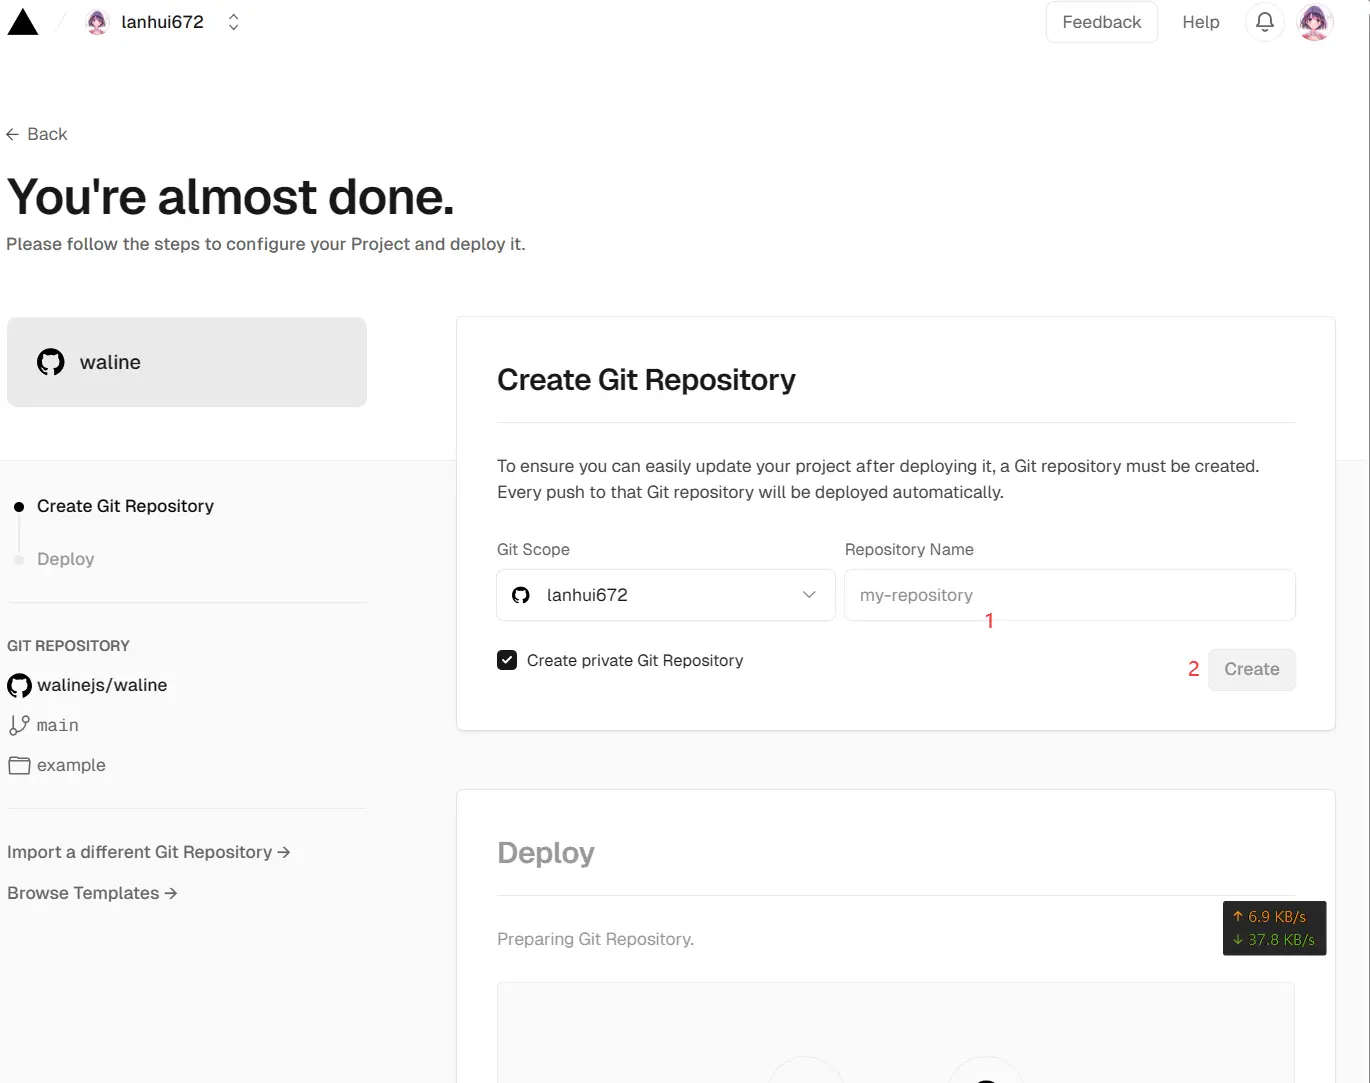 lanhui672
Feedback
Help
← Back
You're almost done.
Please follow the steps to configure your Project and deploy it.
waline
Create Git Repository
Deploy
GIT REPOSITORY
walinejs/waline
main
example
Import a different Git Repository →
Browse Templates →
Create Git Repository
To ensure you can easily update your project after deploying it, a Git repository must be created.
Every push to that Git repository will be deployed automatically.
Git Scope
Repository Name
lanhui672
my-repository
1
Create private Git Repository
2
Create
Deploy
Preparing Git Repository.
↑ 6.9 KB/s
↓ 37.8 KB/s